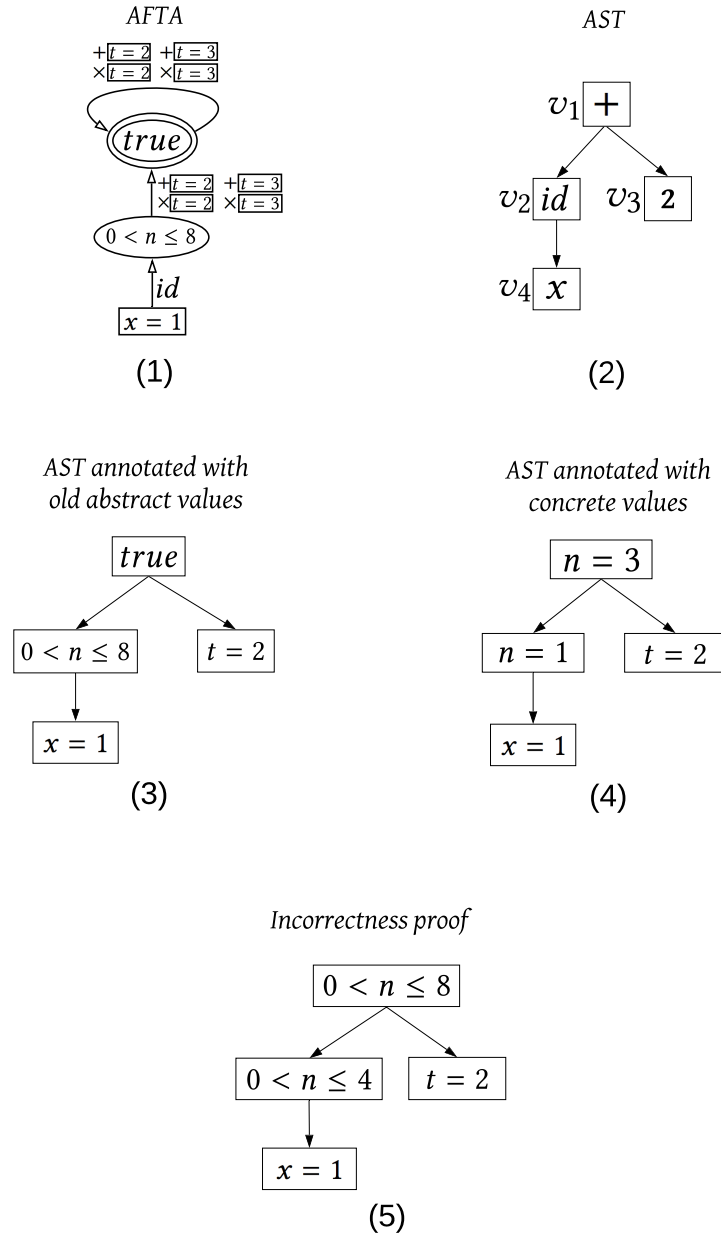 AFTA
+ t = 2 + t = 3
× t = 2 × t = 3
true
+ t = 2 + t = 3
× t = 2 × t = 3
0 < n ≤ 8
id
x = 1
(1)
AST
v₁ +
v₂ id v₃ 2
v₄ x
(2)
AST annotated with
old abstract values
true
0 < n ≤ 8 t = 2
x = 1
(3)
AST annotated with
concrete values
n = 3
n = 1 t = 2
x = 1
(4)
Incorrectness proof
0 < n ≤ 8
0 < n ≤ 4 t = 2
x = 1
(5)